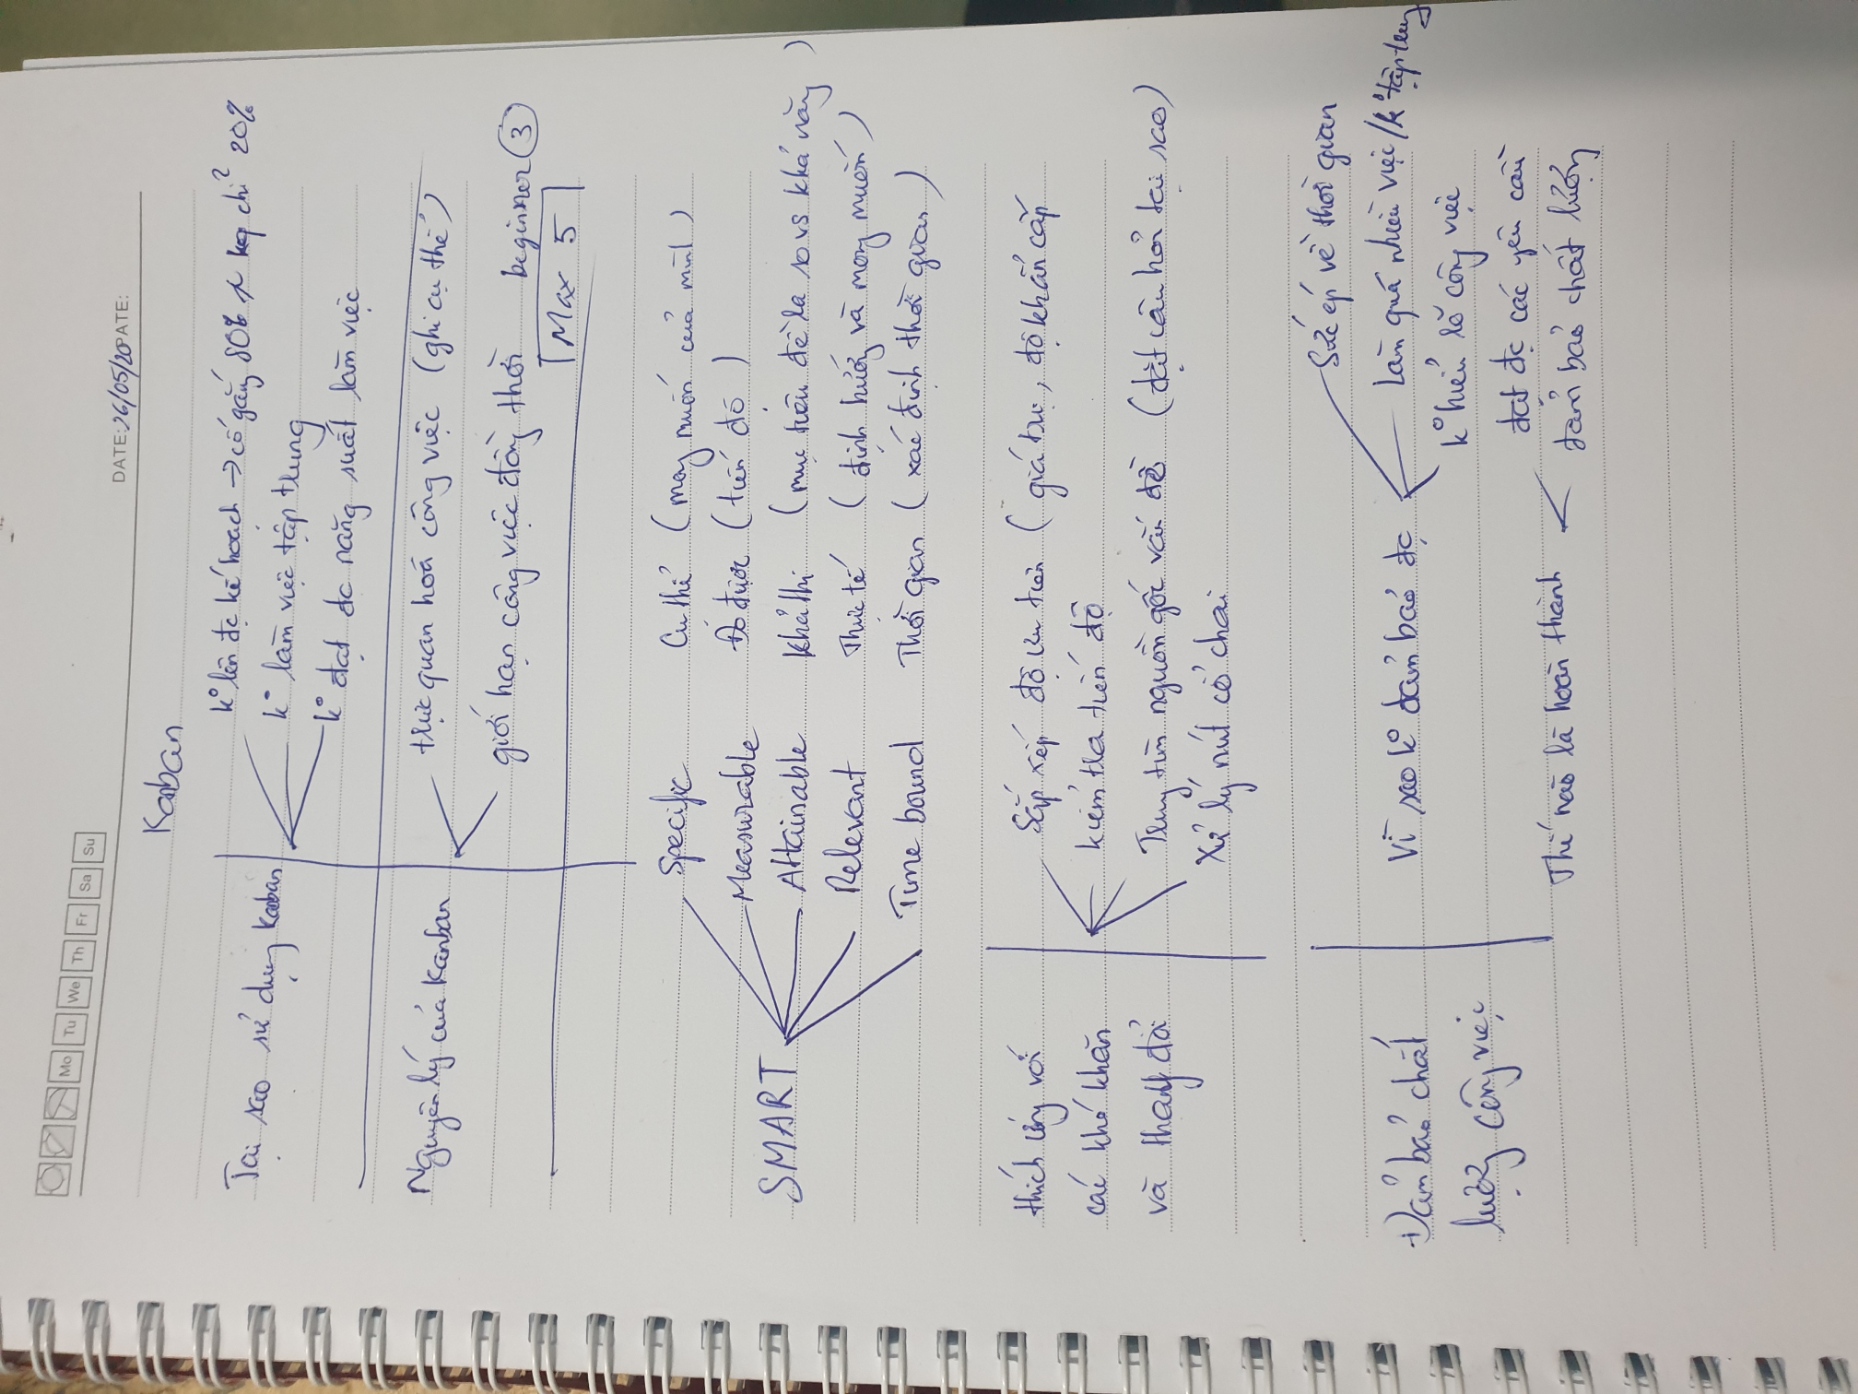 Mo Tu We Th Fr Sa Su
DATE: 26/05/20 DATE:
Kanban
Tại sao sử dụng Kanban
k° lên đc kế hoạch → cố gắng 80% kq chỉ 20%
k° làm việc tập trung
k° đạt đc năng suất làm việc
Nguyên lý của Kanban
trực quan hoá công việc (ghi cụ thể)
giới hạn công việc đồng thời beginner 3
Max 5
SMART
Specific Cụ thể (mong muốn của mình)
Measurable Đo được (tiến độ)
Attainable Khả thi (mục tiêu đề ra so vs khả năng)
Relevant Thực tế (định hướng và mong muốn)
Time bound Thời gian (xác định thời gian)
thích ứng với
các khó khăn
và thay đổi
Sắp xếp độ ưu tiên (giá trị, độ khẩn cấp
kiểm tra tiến độ
Truy tìm nguồn gốc vấn đề (đặt câu hỏi tại sao)
Xử lý nút cổ chai
Đảm bảo chất
lượng công việc
Vì sao k° đảm bảo đc
Sức ép về thời gian
Làm quá nhiều việc/k° tập trung
k° hiểu rõ công việc
Thế nào là hoàn thành
đạt đc các yêu cầu
đảm bảo chất lượng